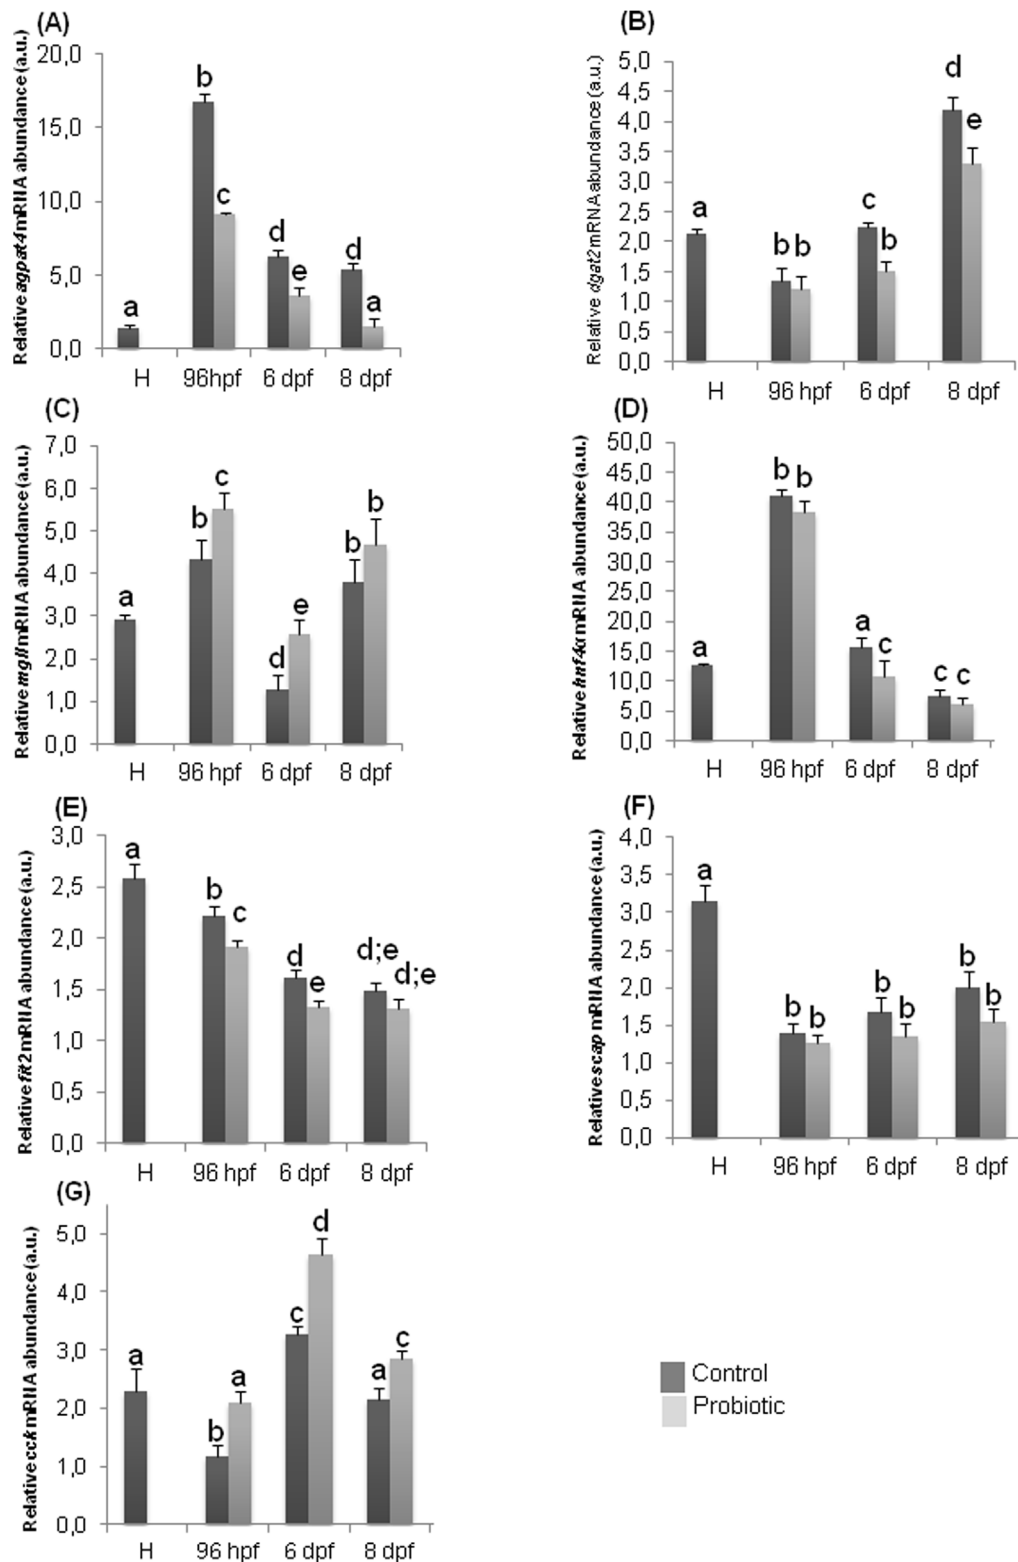 (A)
Relative agpat4 mRNA abundance (a.u.)
20,0
15,0
10,0
5,0
0,0
a
b
c
d
e
d
a
H 96hpf 6 dpf 8 dpf
(B)
Relative dgat2 mRNA abundance (a.u.)
5,0
4,5
4,0
3,5
3,0
2,5
2,0
1,5
1,0
0,5
0,0
a
b b
c
b
d
e
H 96 hpf 6 dpf 8 dpf
(C)
Relative mgll mRNA abundance (a.u.)
7,0
6,0
5,0
4,0
3,0
2,0
1,0
0,0
a
b
c
d
e
b
b
H 96 hpf 6 dpf 8 dpf
(D)
Relative hnf4α mRNA abundance (a.u.)
50,0
45,0
40,0
35,0
30,0
25,0
20,0
15,0
10,0
5,0
0,0
a
b b
a
c
c c
H 96 hpf 6 dpf 8 dpf
(E)
Relative fit2 mRNA abundance (a.u.)
3,0
2,5
2,0
1,5
1,0
0,5
0,0
a
b
c
d
e
d;e
d;e
H 96 hpf 6 dpf 8 dpf
(F)
Relative scap mRNA abundance (a.u.)
4,0
3,5
3,0
2,5
2,0
1,5
1,0
0,5
0,0
a
b b
b
b
b
b
H 96 hpf 6 dpf 8 dpf
(G)
Relative cck mRNA abundance (a.u.)
5,0
4,0
3,0
2,0
1,0
0,0
a
b
a
c
d
a
c
H 96 hpf 6 dpf 8 dpf
Control
Probiotic